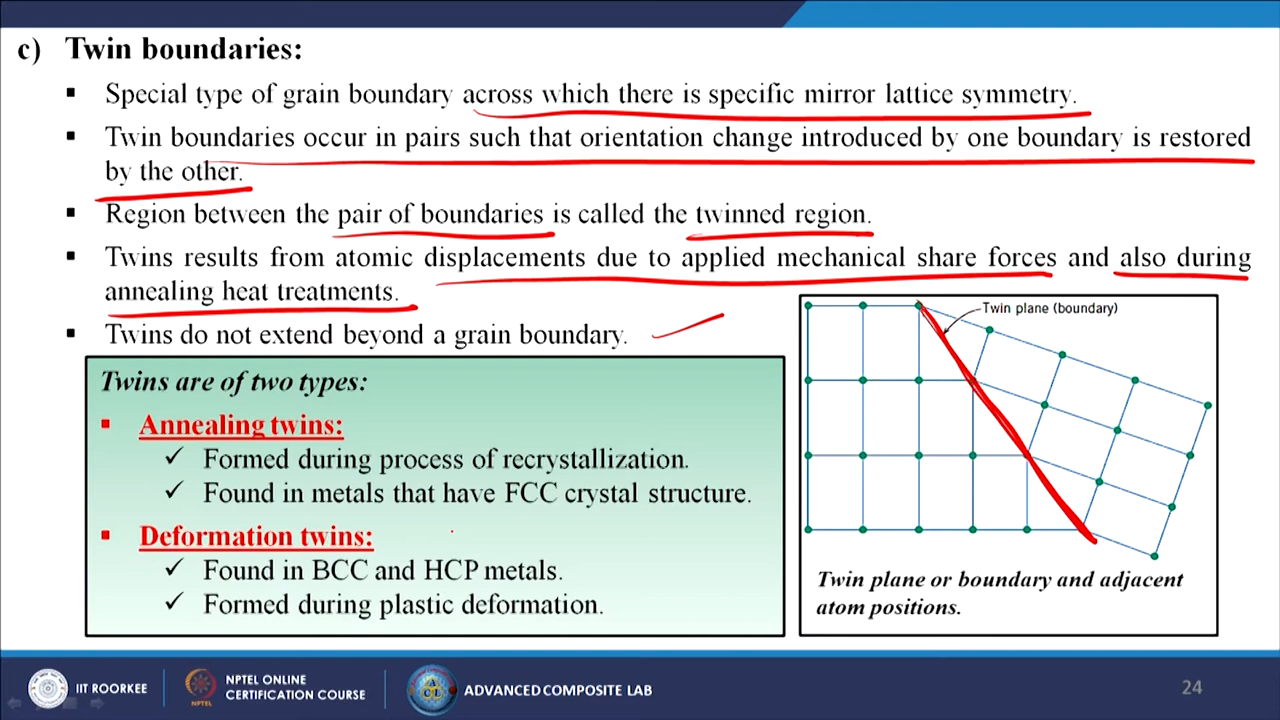 c) Twin boundaries:
▪ Special type of grain boundary across which there is specific mirror lattice symmetry.
▪ Twin boundaries occur in pairs such that orientation change introduced by one boundary is restored
by the other.
▪ Region between the pair of boundaries is called the twinned region.
▪ Twins results from atomic displacements due to applied mechanical share forces and also during
annealing heat treatments.
▪ Twins do not extend beyond a grain boundary.
Twins are of two types:
▪ Annealing twins:
✓ Formed during process of recrystallization.
✓ Found in metals that have FCC crystal structure.
▪ Deformation twins:
✓ Found in BCC and HCP metals.
✓ Formed during plastic deformation.
Twin plane (boundary)
Twin plane or boundary and adjacent
atom positions.
IIT ROORKEE
NPTEL
NPTEL ONLINE
CERTIFICATION COURSE
ADVANCED COMPOSITE LAB
24